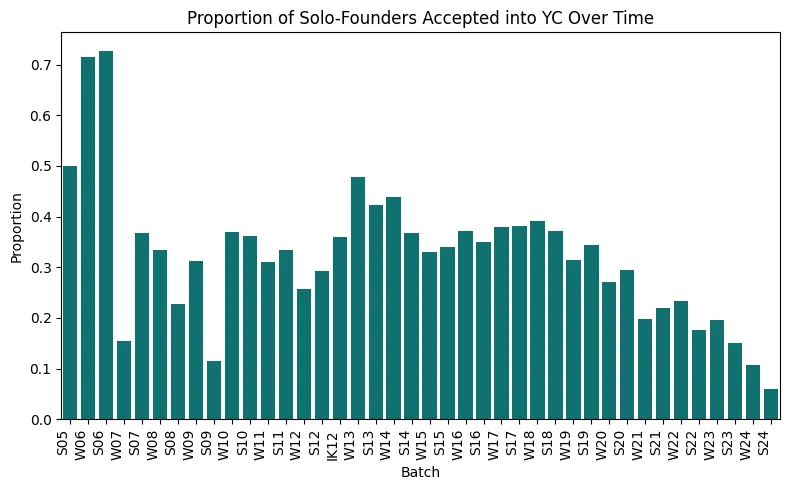 Proportion of Solo-Founders Accepted into YC Over Time
Proportion
0.7
0.6
0.5
0.4
0.3
0.2
0.1
0.0
S05 W06 S06 W07 S07 W08 S08 W09 S09 W10 S10 W11 S11 W12 S12 IK12 W13 S13 W14 S14 W15 S15 W16 S16 W17 S17 W18 S18 W19 S19 W20 S20 W21 S21 W22 S22 W23 S23 W24 S24
Batch